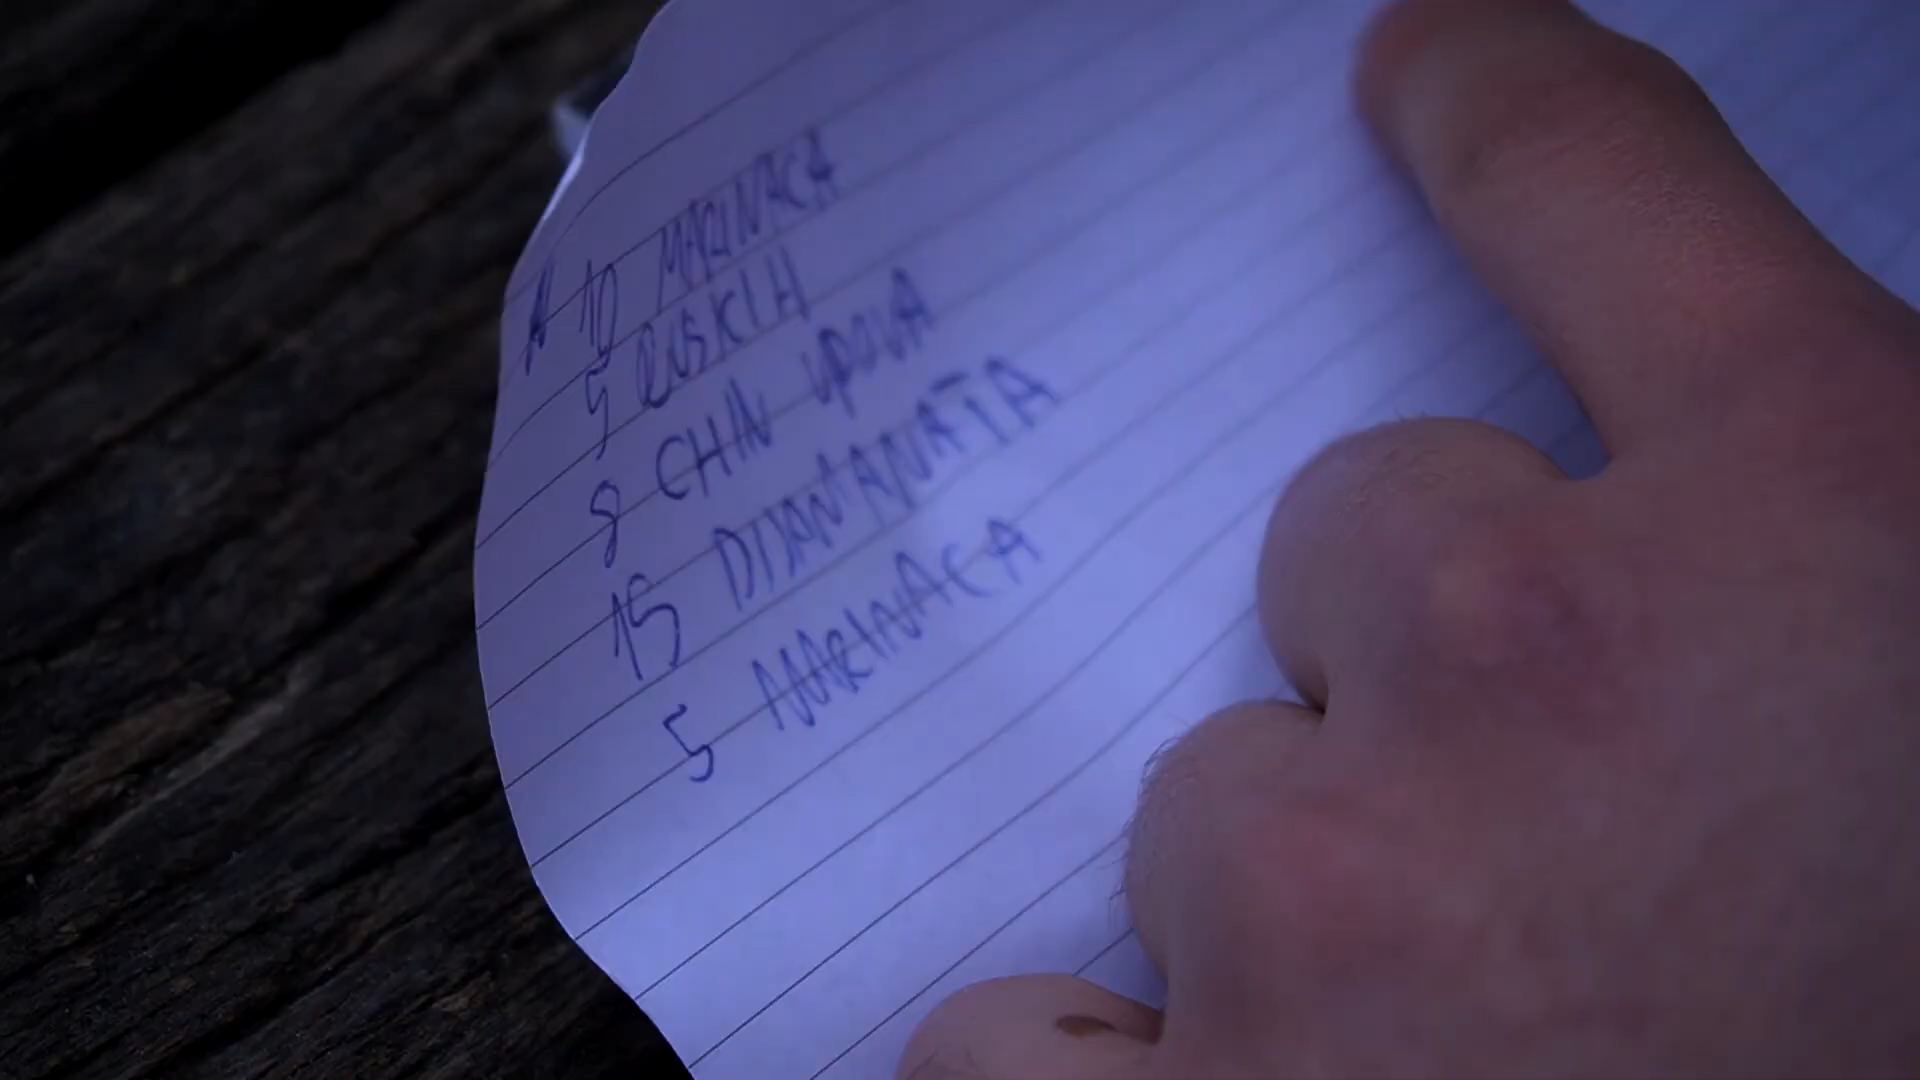 A 10 MARINACA
5 RUSKIH
8 CHIN UPOVA
15 DIJAMANATA
5 MARINACA